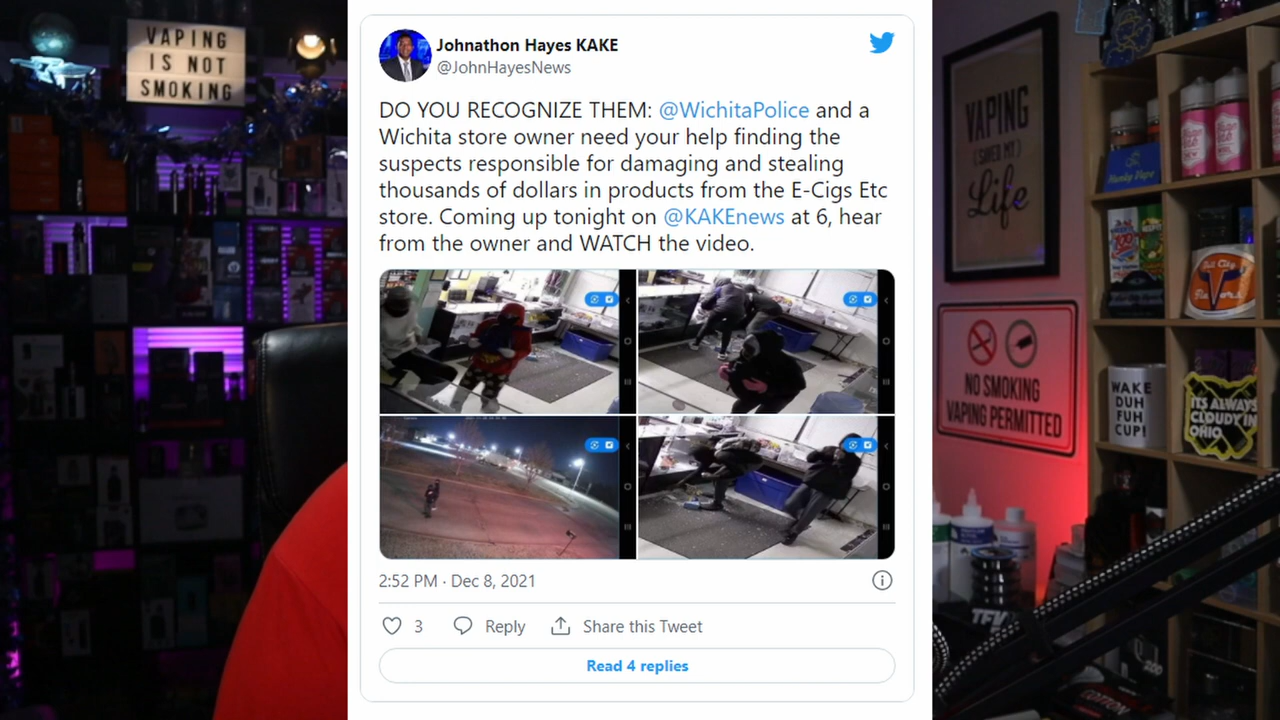 VAPING
IS NOT
SMOKING
Johnathon Hayes KAKE
@JohnHayesNews
DO YOU RECOGNIZE THEM: @WichitaPolice and a
Wichita store owner need your help finding the
suspects responsible for damaging and stealing
thousands of dollars in products from the E-Cigs Etc
store. Coming up tonight on @KAKEnews at 6, hear
from the owner and WATCH the video.
2:52 PM · Dec 8, 2021
3
Reply
Share this Tweet
Read 4 replies
VAPING
(SAVED MY)
Life
NO SMOKING
VAPING PERMITTED
WAKE
DUH
FUH
CUP!
ITS ALWAYS
CLOUDY IN
OHIO
COTTON